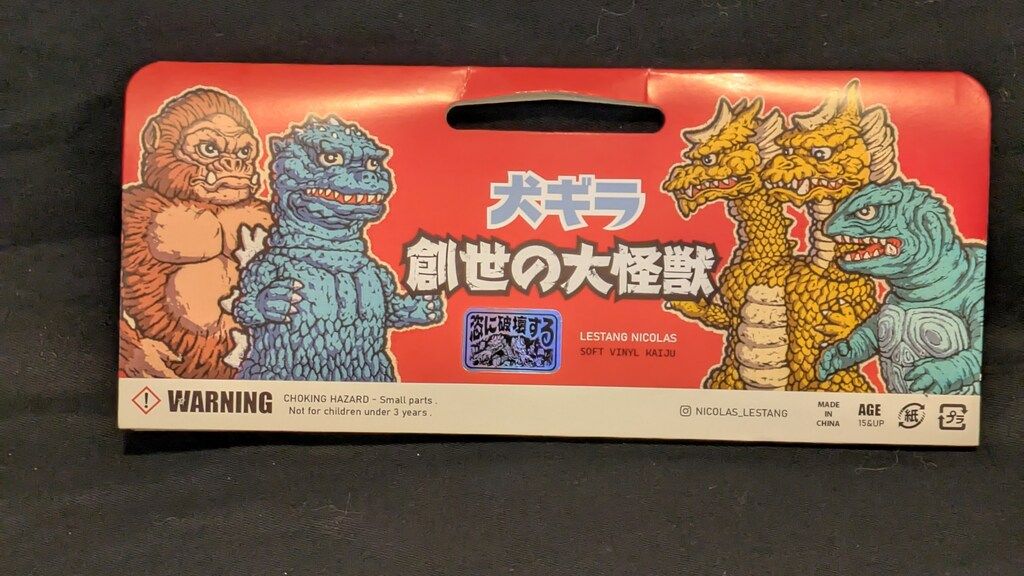 犬ギラ
創世の大怪獣
恣に破壊する
LESTANG NICOLAS
SOFT VINYL KAIJU
WARNING
CHOKING HAZARD - Small parts .
Not for children under 3 years .
NICOLAS_LESTANG
MADE
IN
CHINA
AGE
15&UP
紙
プラ